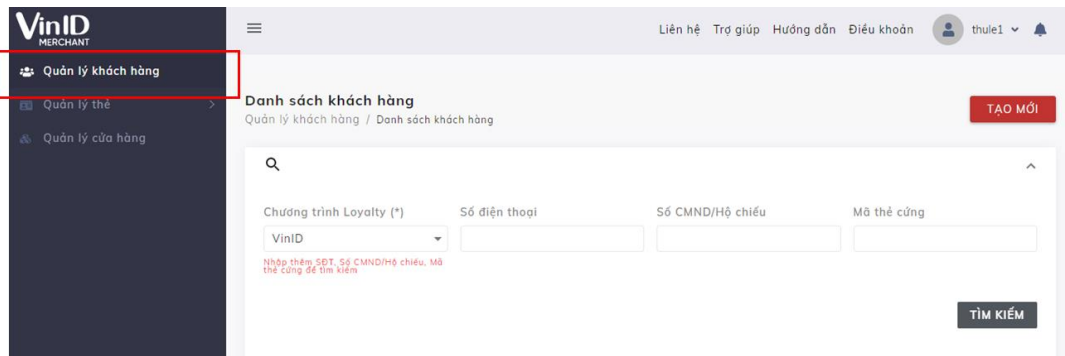 VinID
MERCHANT
Liên hệ Trợ giúp Hướng dẫn Điều khoản thule1
Quản lý khách hàng
Quản lý thẻ
Quản lý cửa hàng
Danh sách khách hàng
Quản lý khách hàng / Danh sách khách hàng
TẠO MỚI
Chương trình Loyalty (*) Số điện thoại Số CMND/Hộ chiếu Mã thẻ cứng
VinID
Nhập thêm SĐT, Số CMND/Hộ chiếu, Mã
thẻ cứng để tìm kiếm
TÌM KIẾM